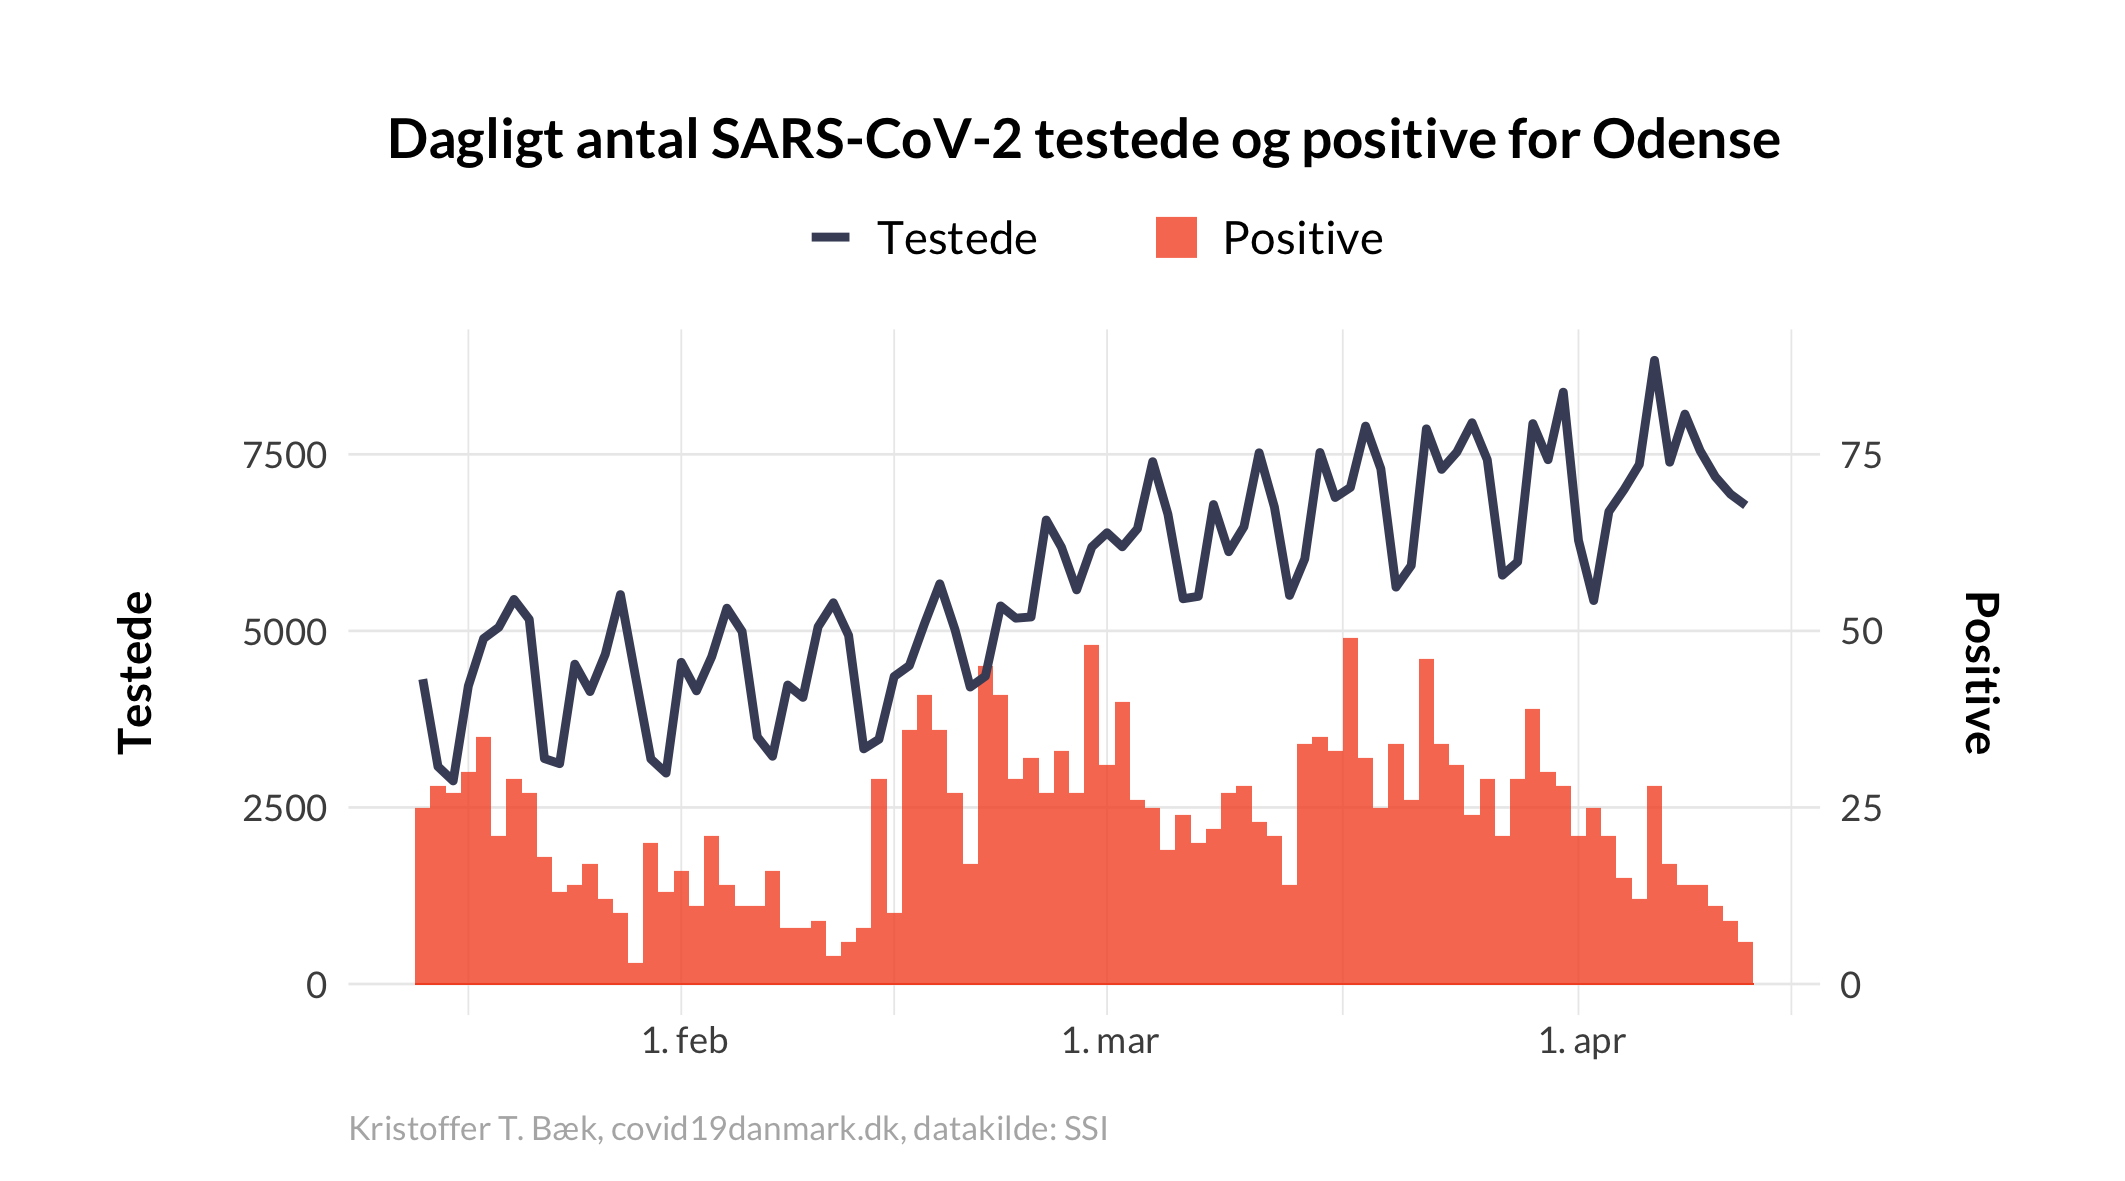 Dagligt antal SARS-CoV-2 testede og positive for Odense
Testede Positive
7500 75
5000 50
2500 25
0 0
Testede
Positive
1. feb 1. mar 1. apr
Kristoffer T. Bæk, covid19danmark.dk, datakilde: SSI